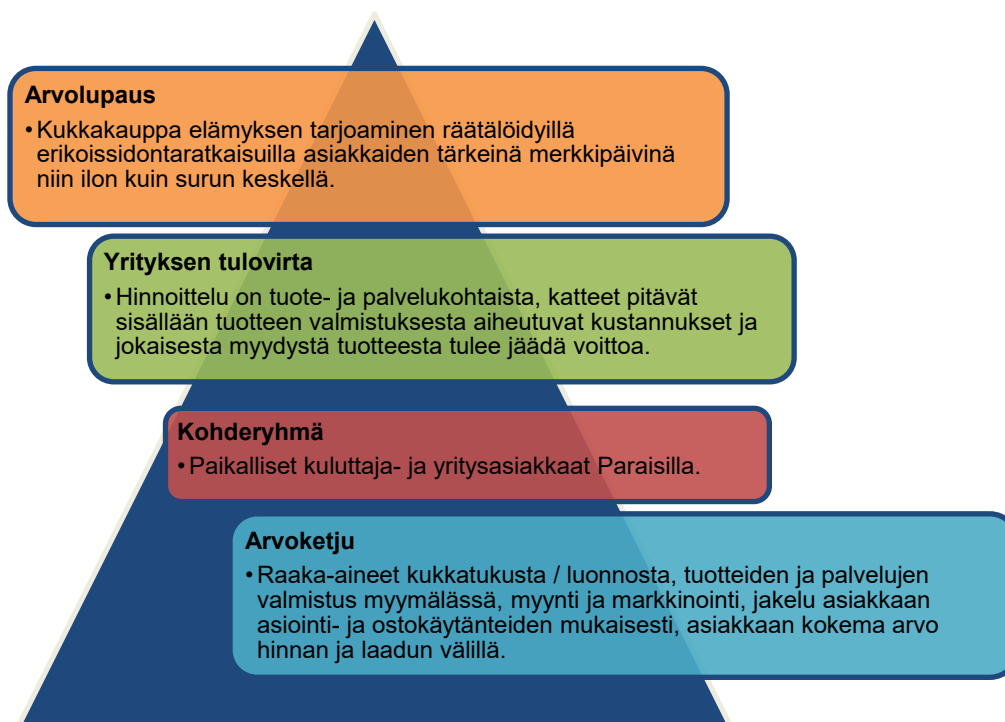 Arvolupaus
•Kukkakauppa elämyksen tarjoaminen räätälöidyillä
erikoissidontaratkaisuilla asiakkaiden tärkeinä merkkipäivinä
niin ilon kuin surun keskellä.
Yrityksen tulovirta
•Hinnoittelu on tuote- ja palvelukohtaista, katteet pitävät
sisällään tuotteen valmistuksesta aiheutuvat kustannukset ja
jokaisesta myydystä tuotteesta tulee jäädä voittoa.
Kohderyhmä
•Paikalliset kuluttaja- ja yritysasiakkaat Paraisilla.
Arvoketju
•Raaka-aineet kukkatukusta / luonnosta, tuotteiden ja palvelujen
valmistus myymälässä, myynti ja markkinointi, jakelu asiakkaan
asiointi- ja ostokäytänteiden mukaisesti, asiakkaan kokema arvo
hinnan ja laadun välillä.